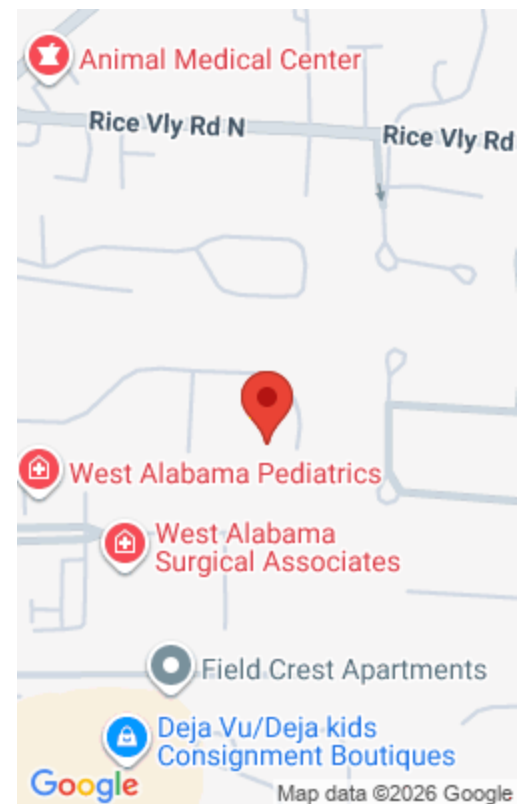 Animal Medical Center
Rice Vly Rd N
Rice Vly Rd
West Alabama Pediatrics
West Alabama
Surgical Associates
Field Crest Apartments
Deja Vu/Deja kids
Consignment Boutiques
Google
Map data ©2026 Google